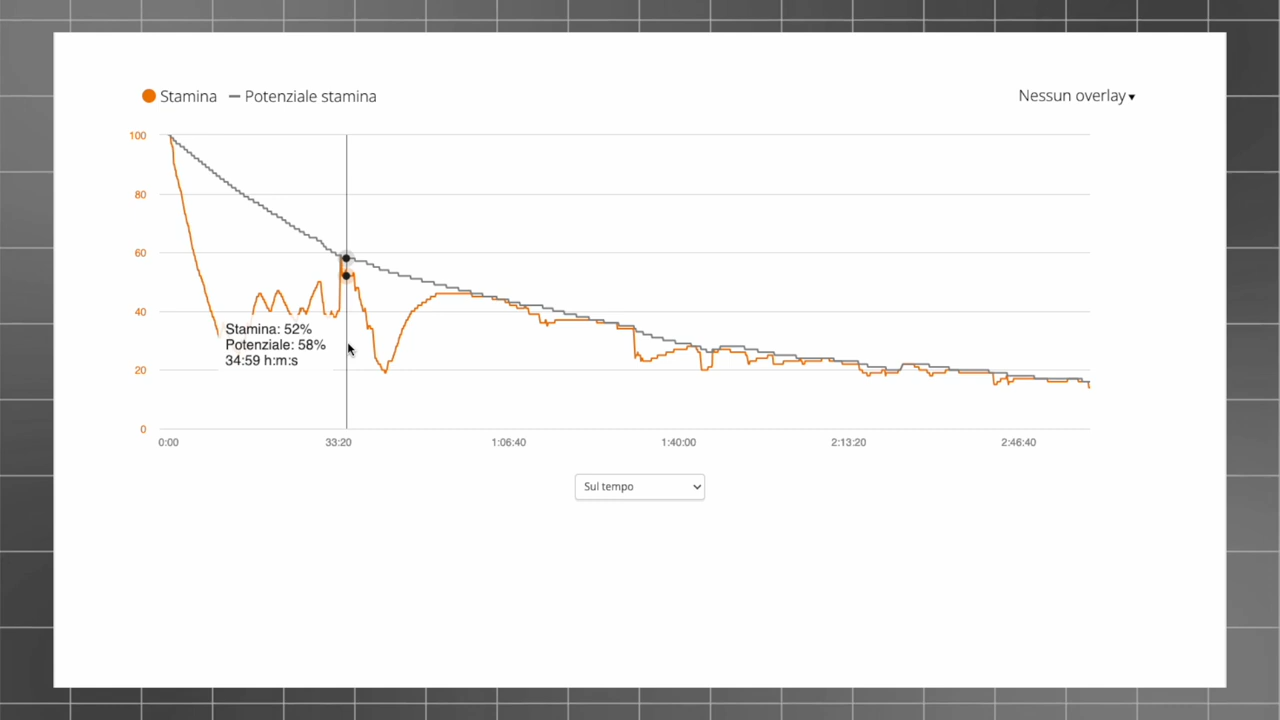 Stamina
Potenziale stamina
Nessun overlay
100
80
60
40
20
0
Stamina: 52%
Potenziale: 58%
34:59 h:m:s
0:00
33:20
1:06:40
1:40:00
2:13:20
2:46:40
Sul tempo